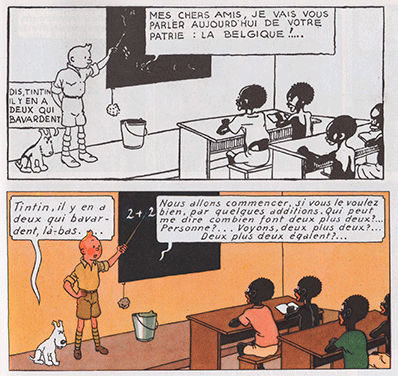 MES CHERS AMIS, JE VAIS VOUS
PARLER AUJOURD'HUI DE VOTRE
PATRIE : LA BELGIQUE !....
DIS, TINTIN,
IL Y EN A
DEUX QUI
BAVARDENT
Tintin, il y en a
deux qui bavar-
dent, là-bas. . . .
2 + 2
Nous allons commencer, si vous le voulez
bien, par quelques additions. Qui peut
me dire combien font deux plus deux?...
Personne?. . . Voyons, deux plus deux?...
Deux plus deux égalent?...